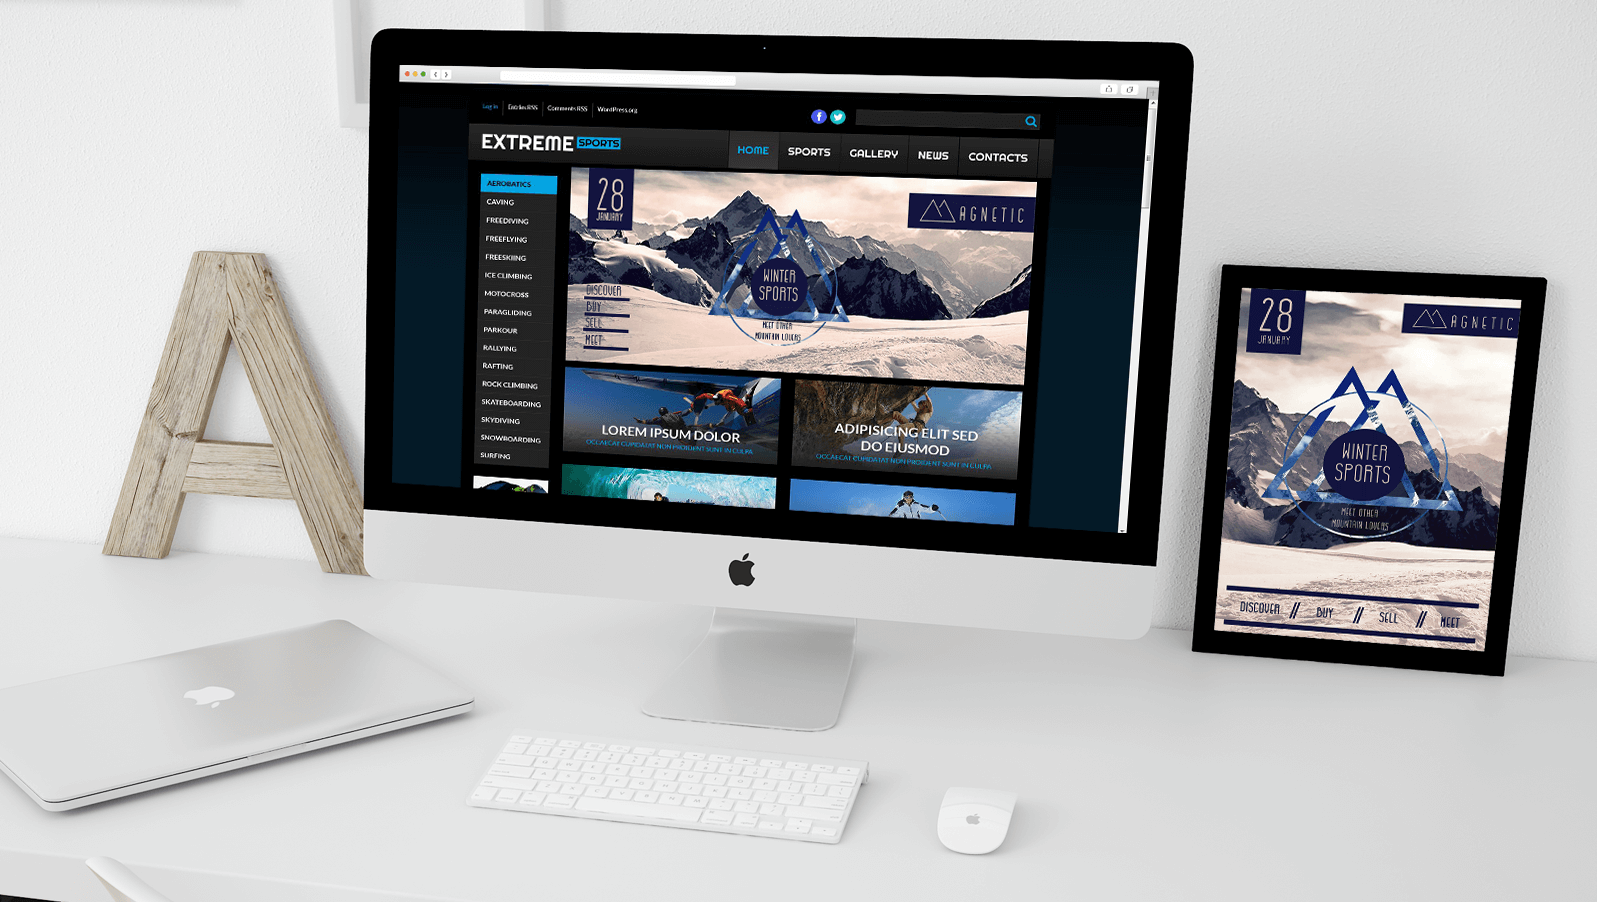 Log in
Entries RSS
Comments RSS
WordPress.org
EXTREME SPORTS
HOME
SPORTS
GALLERY
NEWS
CONTACTS
AEROBATICS
CAVING
FREEDIVING
FREEFLYING
FREESKIING
ICE CLIMBING
MOTOCROSS
PARAGLIDING
PARKOUR
RALLYING
RAFTING
ROCK CLIMBING
SKATEBOARDING
SKYDIVING
SNOWBOARDING
SURFING
28
JANUARY
AGNETIC
WINTER
SPORTS
MEET OTHER
MOUNTAIN LOVERS
DISCOVER
BUY
SELL
MEET
LOREM IPSUM DOLOR
OCCAECAT CUPIDATAT NON PROIDENT SUNT IN CULPA
ADIPISICING ELIT SED
DO EIUSMOD
OCCAECAT CUPIDATAT NON PROIDENT SUNT IN CULPA
28
JANUARY
AGNETIC
WINTER
SPORTS
MEET OTHER
MOUNTAIN LOVERS
DISCOVER // BUY // SELL // MEET